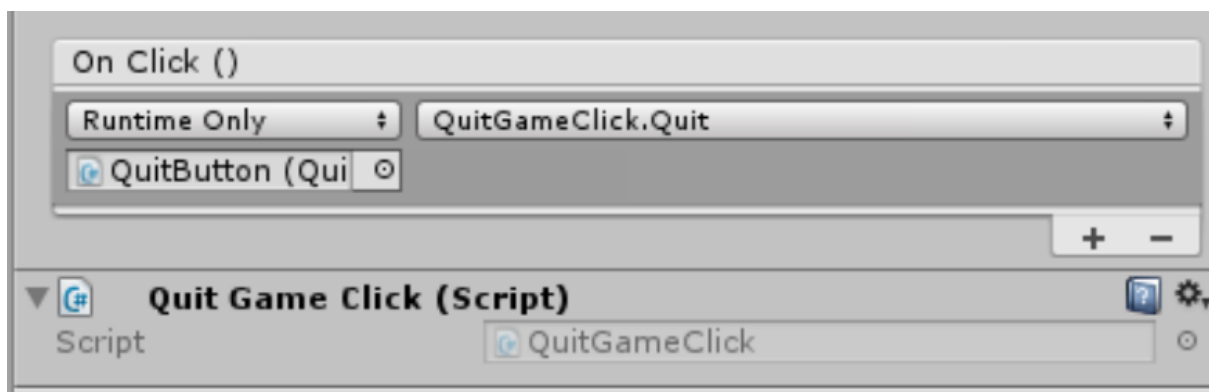 On Click ()
Runtime Only QuitGameClick.Quit
QuitButton (Qui
+ −
Quit Game Click (Script)
Script QuitGameClick